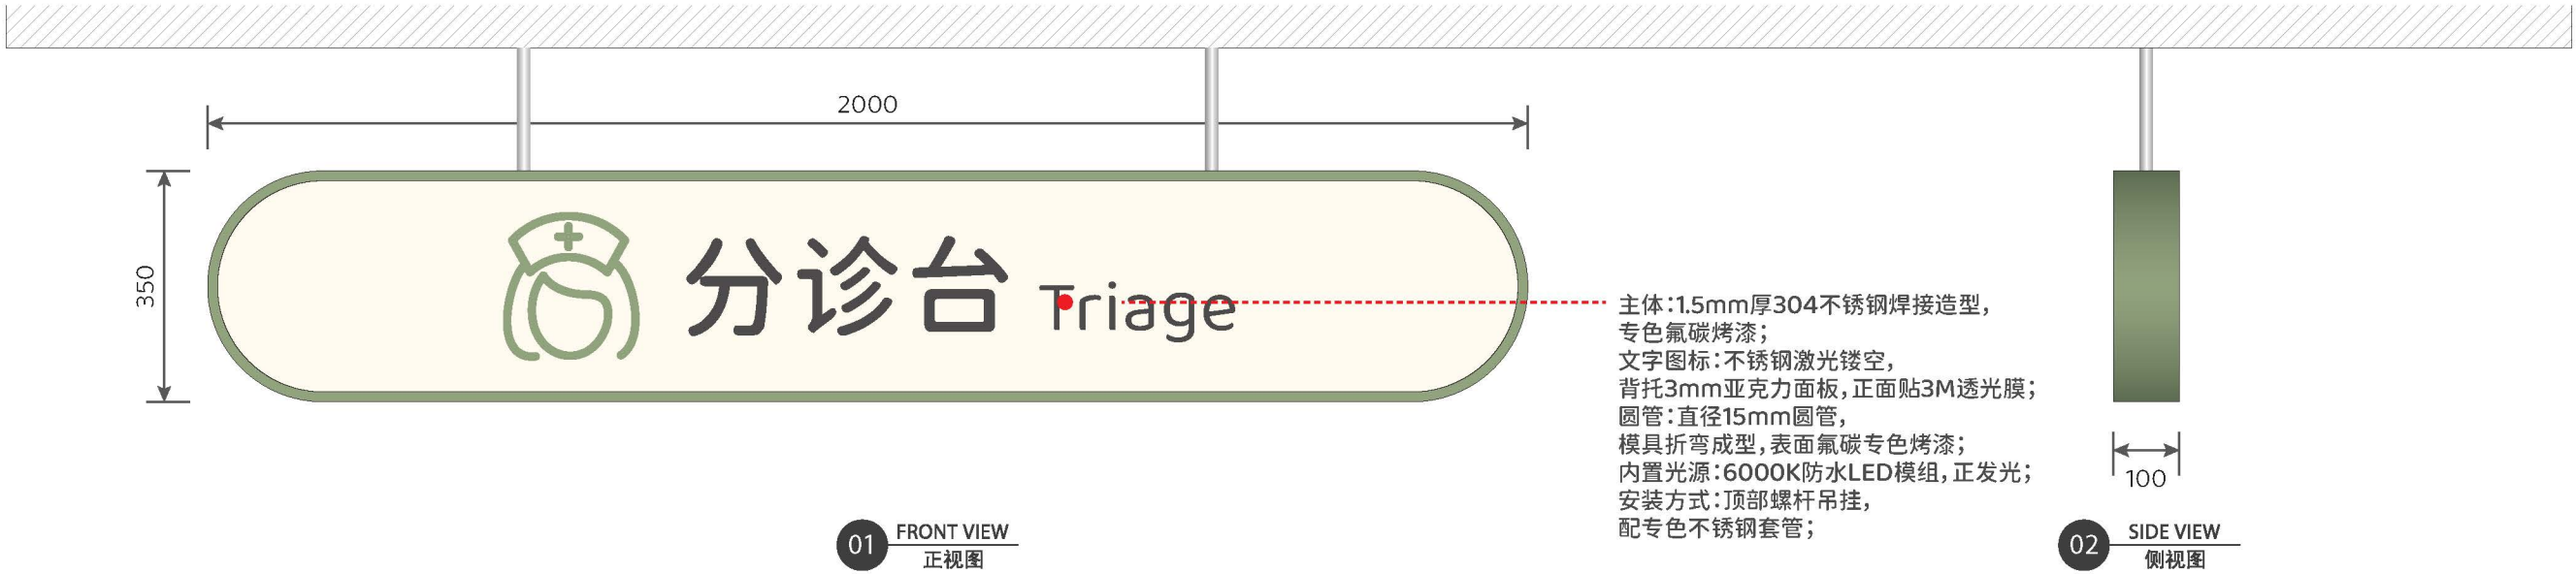 2000
350
分诊台 Triage
主体：1.5mm厚304不锈钢焊接造型，
专色氟碳烤漆；
文字图标：不锈钢激光镂空，
背托3mm亚克力面板，正面贴3M透光膜；
圆管：直径15mm圆管，
模具折弯成型，表面氟碳专色烤漆；
内置光源：6000K防水LED模组，正发光；
安装方式：顶部螺杆吊挂，
配专色不锈钢套管；
100
01 FRONT VIEW
正视图
02 SIDE VIEW
侧视图